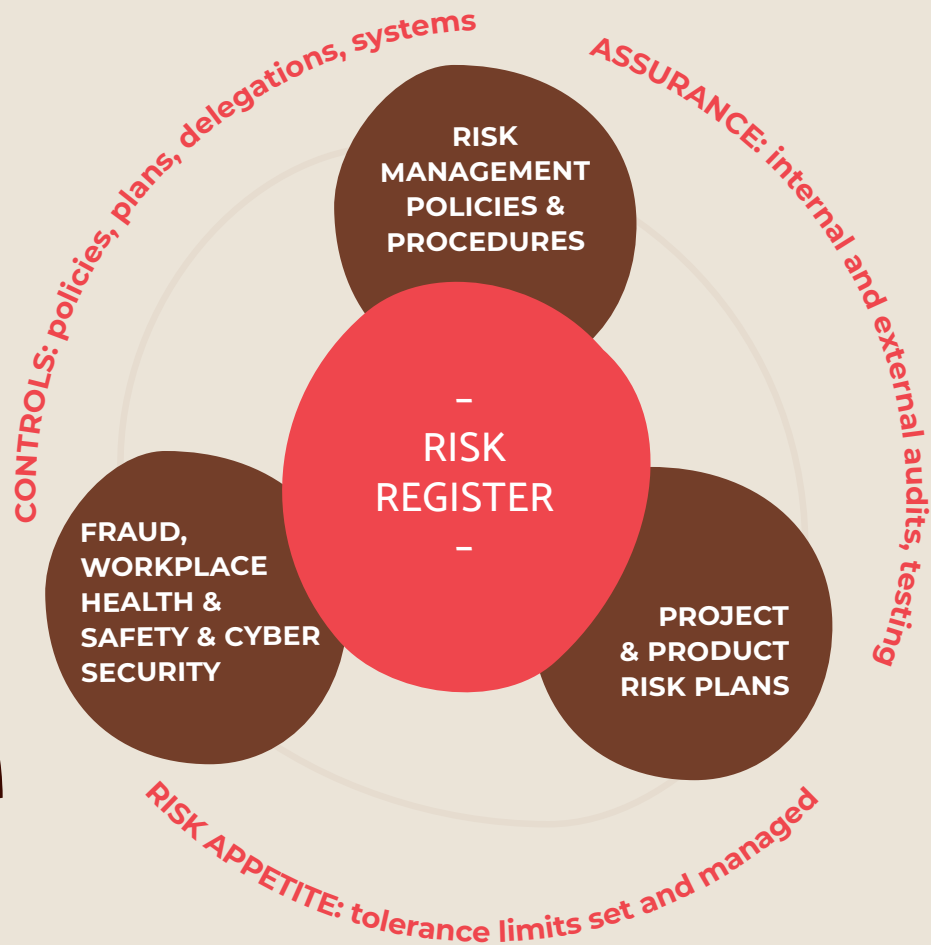 CONTROLS: policies, plans, delegations, systems
ASSURANCE: internal and external audits, testing
RISK
MANAGEMENT
POLICIES &
PROCEDURES
–
RISK
REGISTER
–
FRAUD,
WORKPLACE
HEALTH &
SAFETY & CYBER
SECURITY
PROJECT
& PRODUCT
RISK PLANS
RISK APPETITE: tolerance limits set and managed